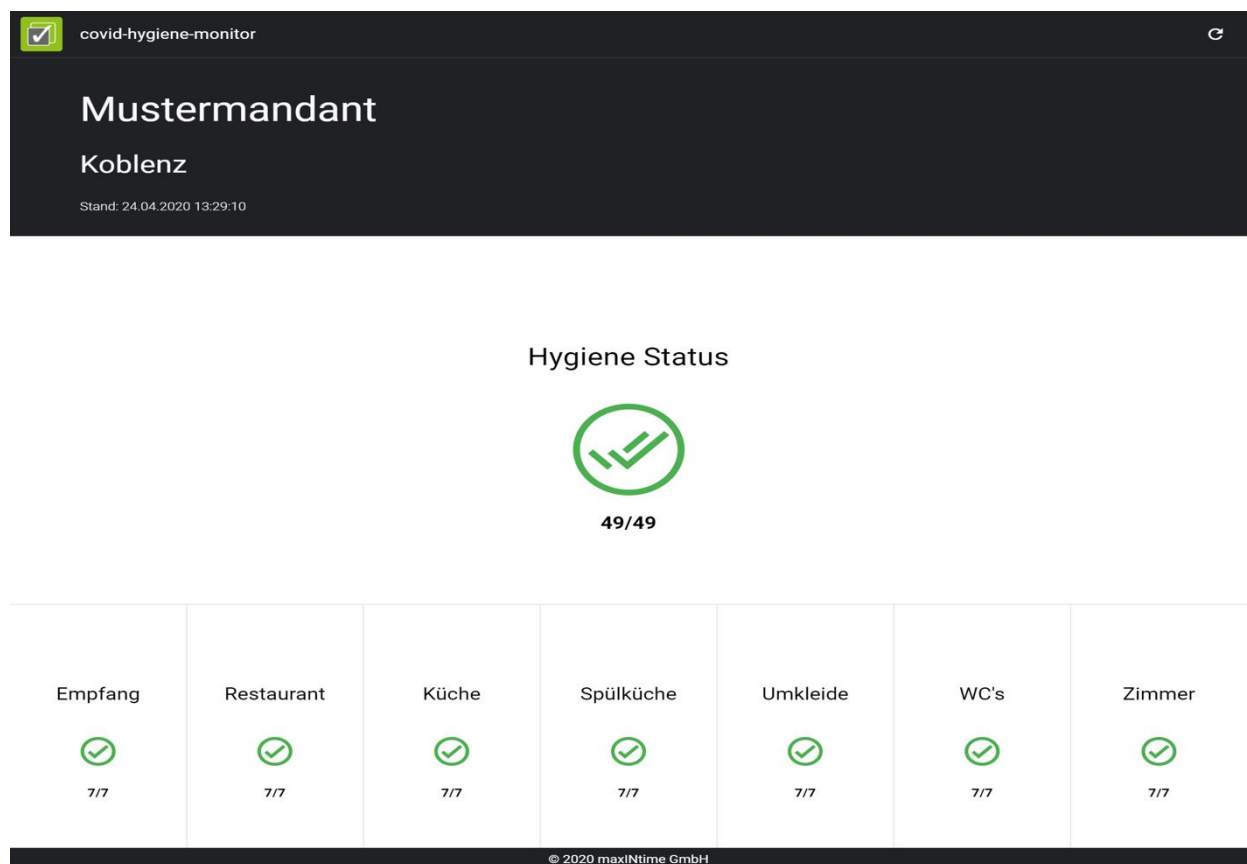 covid-hygiene-monitor
Mustermandant
Koblenz
Stand: 24.04.2020 13:29:10
Hygiene Status
49/49
Empfang Restaurant Küche Spülküche Umkleide WC's Zimmer
7/7 7/7 7/7 7/7 7/7 7/7 7/7
© 2020 maxINtime GmbH